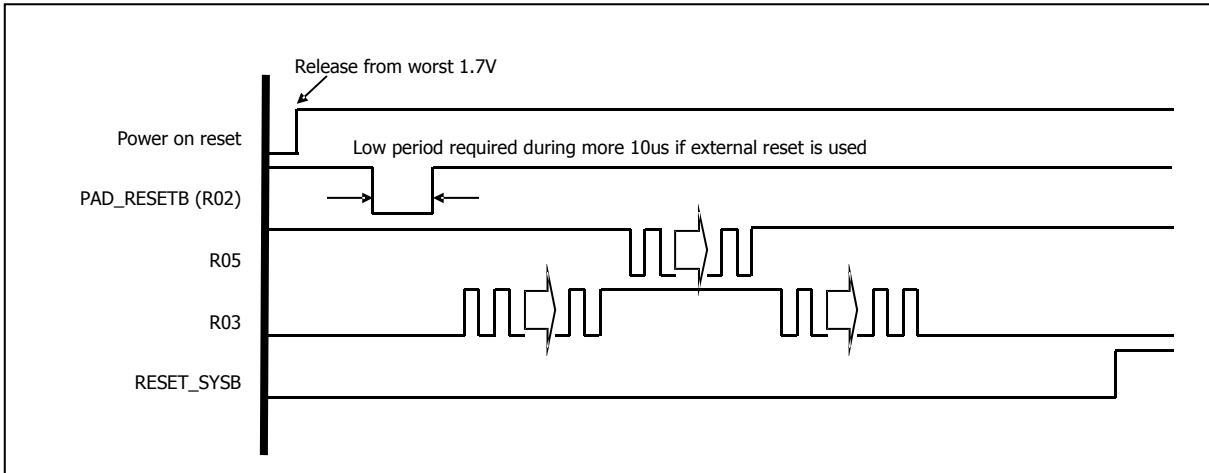 Release from worst 1.7V
Power on reset
Low period required during more 10us if external reset is used
PAD_RESETB (R02)
R05
R03
RESET_SYSB